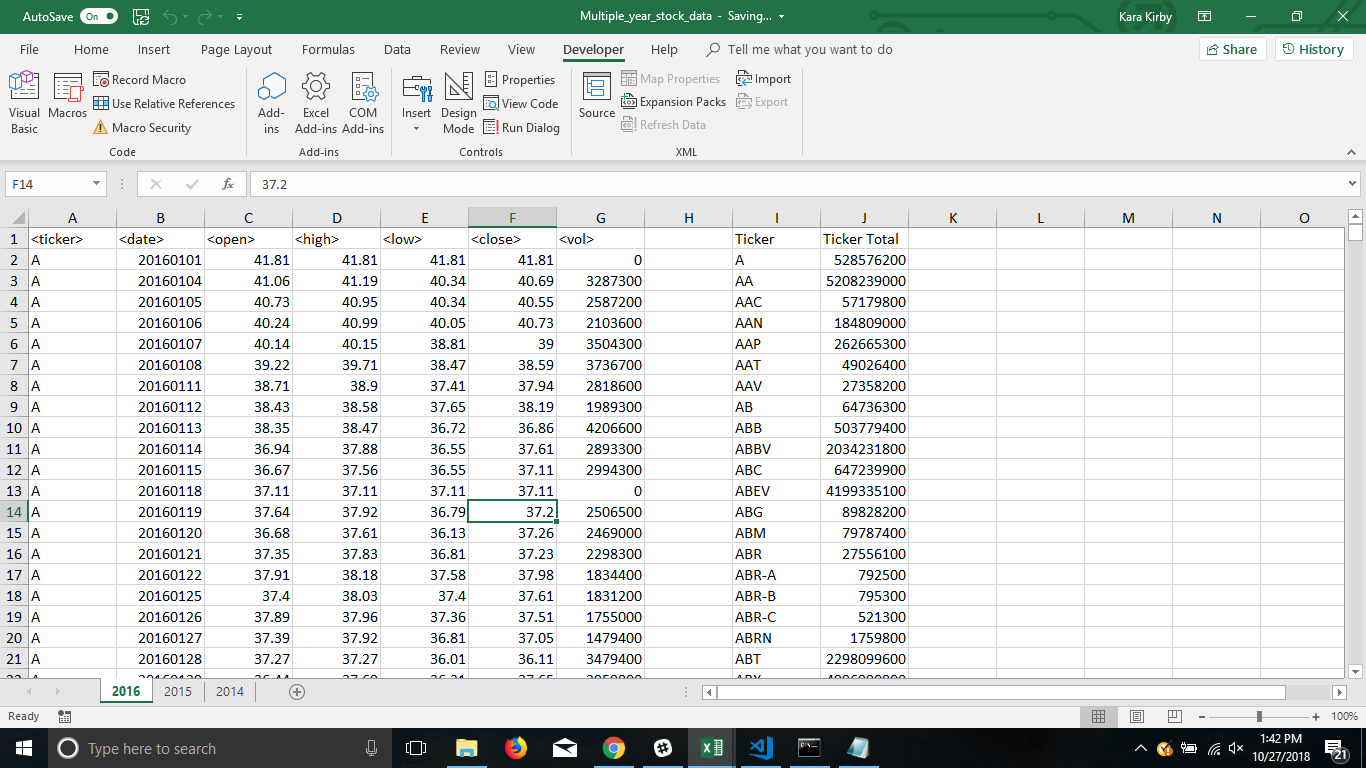 AutoSave On Multiple_year_stock_data - Saving... Kara Kirby
File Home Insert Page Layout Formulas Data Review View Developer Help Tell me what you want to do Share History
Visual Basic
Macros
Record Macro
Use Relative References
Macro Security
Code
Add-ins
Excel Add-ins
COM Add-ins
Add-ins
Insert
Design Mode
Properties
View Code
Run Dialog
Controls
Source
Map Properties
Expansion Packs
Refresh Data
Import
Export
XML
F14 fx 37.2
A B C D E F G H I J K L M N O
1 <ticker> <date> <open> <high> <low> <close> <vol> Ticker Ticker Total
2 A 20160101 41.81 41.81 41.81 41.81 0 A 528576200
3 A 20160104 41.06 41.19 40.34 40.69 3287300 AA 5208239000
4 A 20160105 40.73 40.95 40.34 40.55 2587200 AAC 57179800
5 A 20160106 40.24 40.99 40.05 40.73 2103600 AAN 184809000
6 A 20160107 40.14 40.15 38.81 39 3504300 AAP 262665300
7 A 20160108 39.22 39.71 38.47 38.59 3736700 AAT 49026400
8 A 20160111 38.71 38.9 37.41 37.94 2818600 AAV 27358200
9 A 20160112 38.43 38.58 37.65 38.19 1989300 AB 64736300
10 A 20160113 38.35 38.47 36.72 36.86 4206600 ABB 503779400
11 A 20160114 36.94 37.88 36.55 37.61 2893300 ABBV 2034231800
12 A 20160115 36.67 37.56 36.55 37.11 2994300 ABC 647239900
13 A 20160118 37.11 37.11 37.11 37.11 0 ABEV 4199335100
14 A 20160119 37.64 37.92 36.79 37.2 2506500 ABG 89828200
15 A 20160120 36.68 37.61 36.13 37.26 2469000 ABM 79787400
16 A 20160121 37.35 37.83 36.81 37.23 2298300 ABR 27556100
17 A 20160122 37.91 38.18 37.58 37.98 1834400 ABR-A 792500
18 A 20160125 37.4 38.03 37.4 37.61 1831200 ABR-B 795300
19 A 20160126 37.89 37.96 37.36 37.51 1755000 ABR-C 521300
20 A 20160127 37.39 37.92 36.81 37.05 1479400 ABRN 1759800
21 A 20160128 37.27 37.27 36.01 36.11 3479400 ABT 2298099600
2016 2015 2014
Ready 100%
Type here to search 1:42 PM
10/27/2018 21